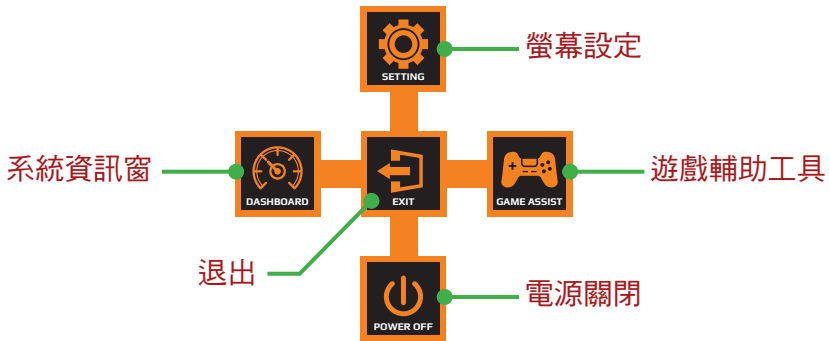 螢幕設定
SETTING
系統資訊窗
DASHBOARD
EXIT
GAME ASSIST
遊戲輔助工具
退出
POWER OFF
電源關閉